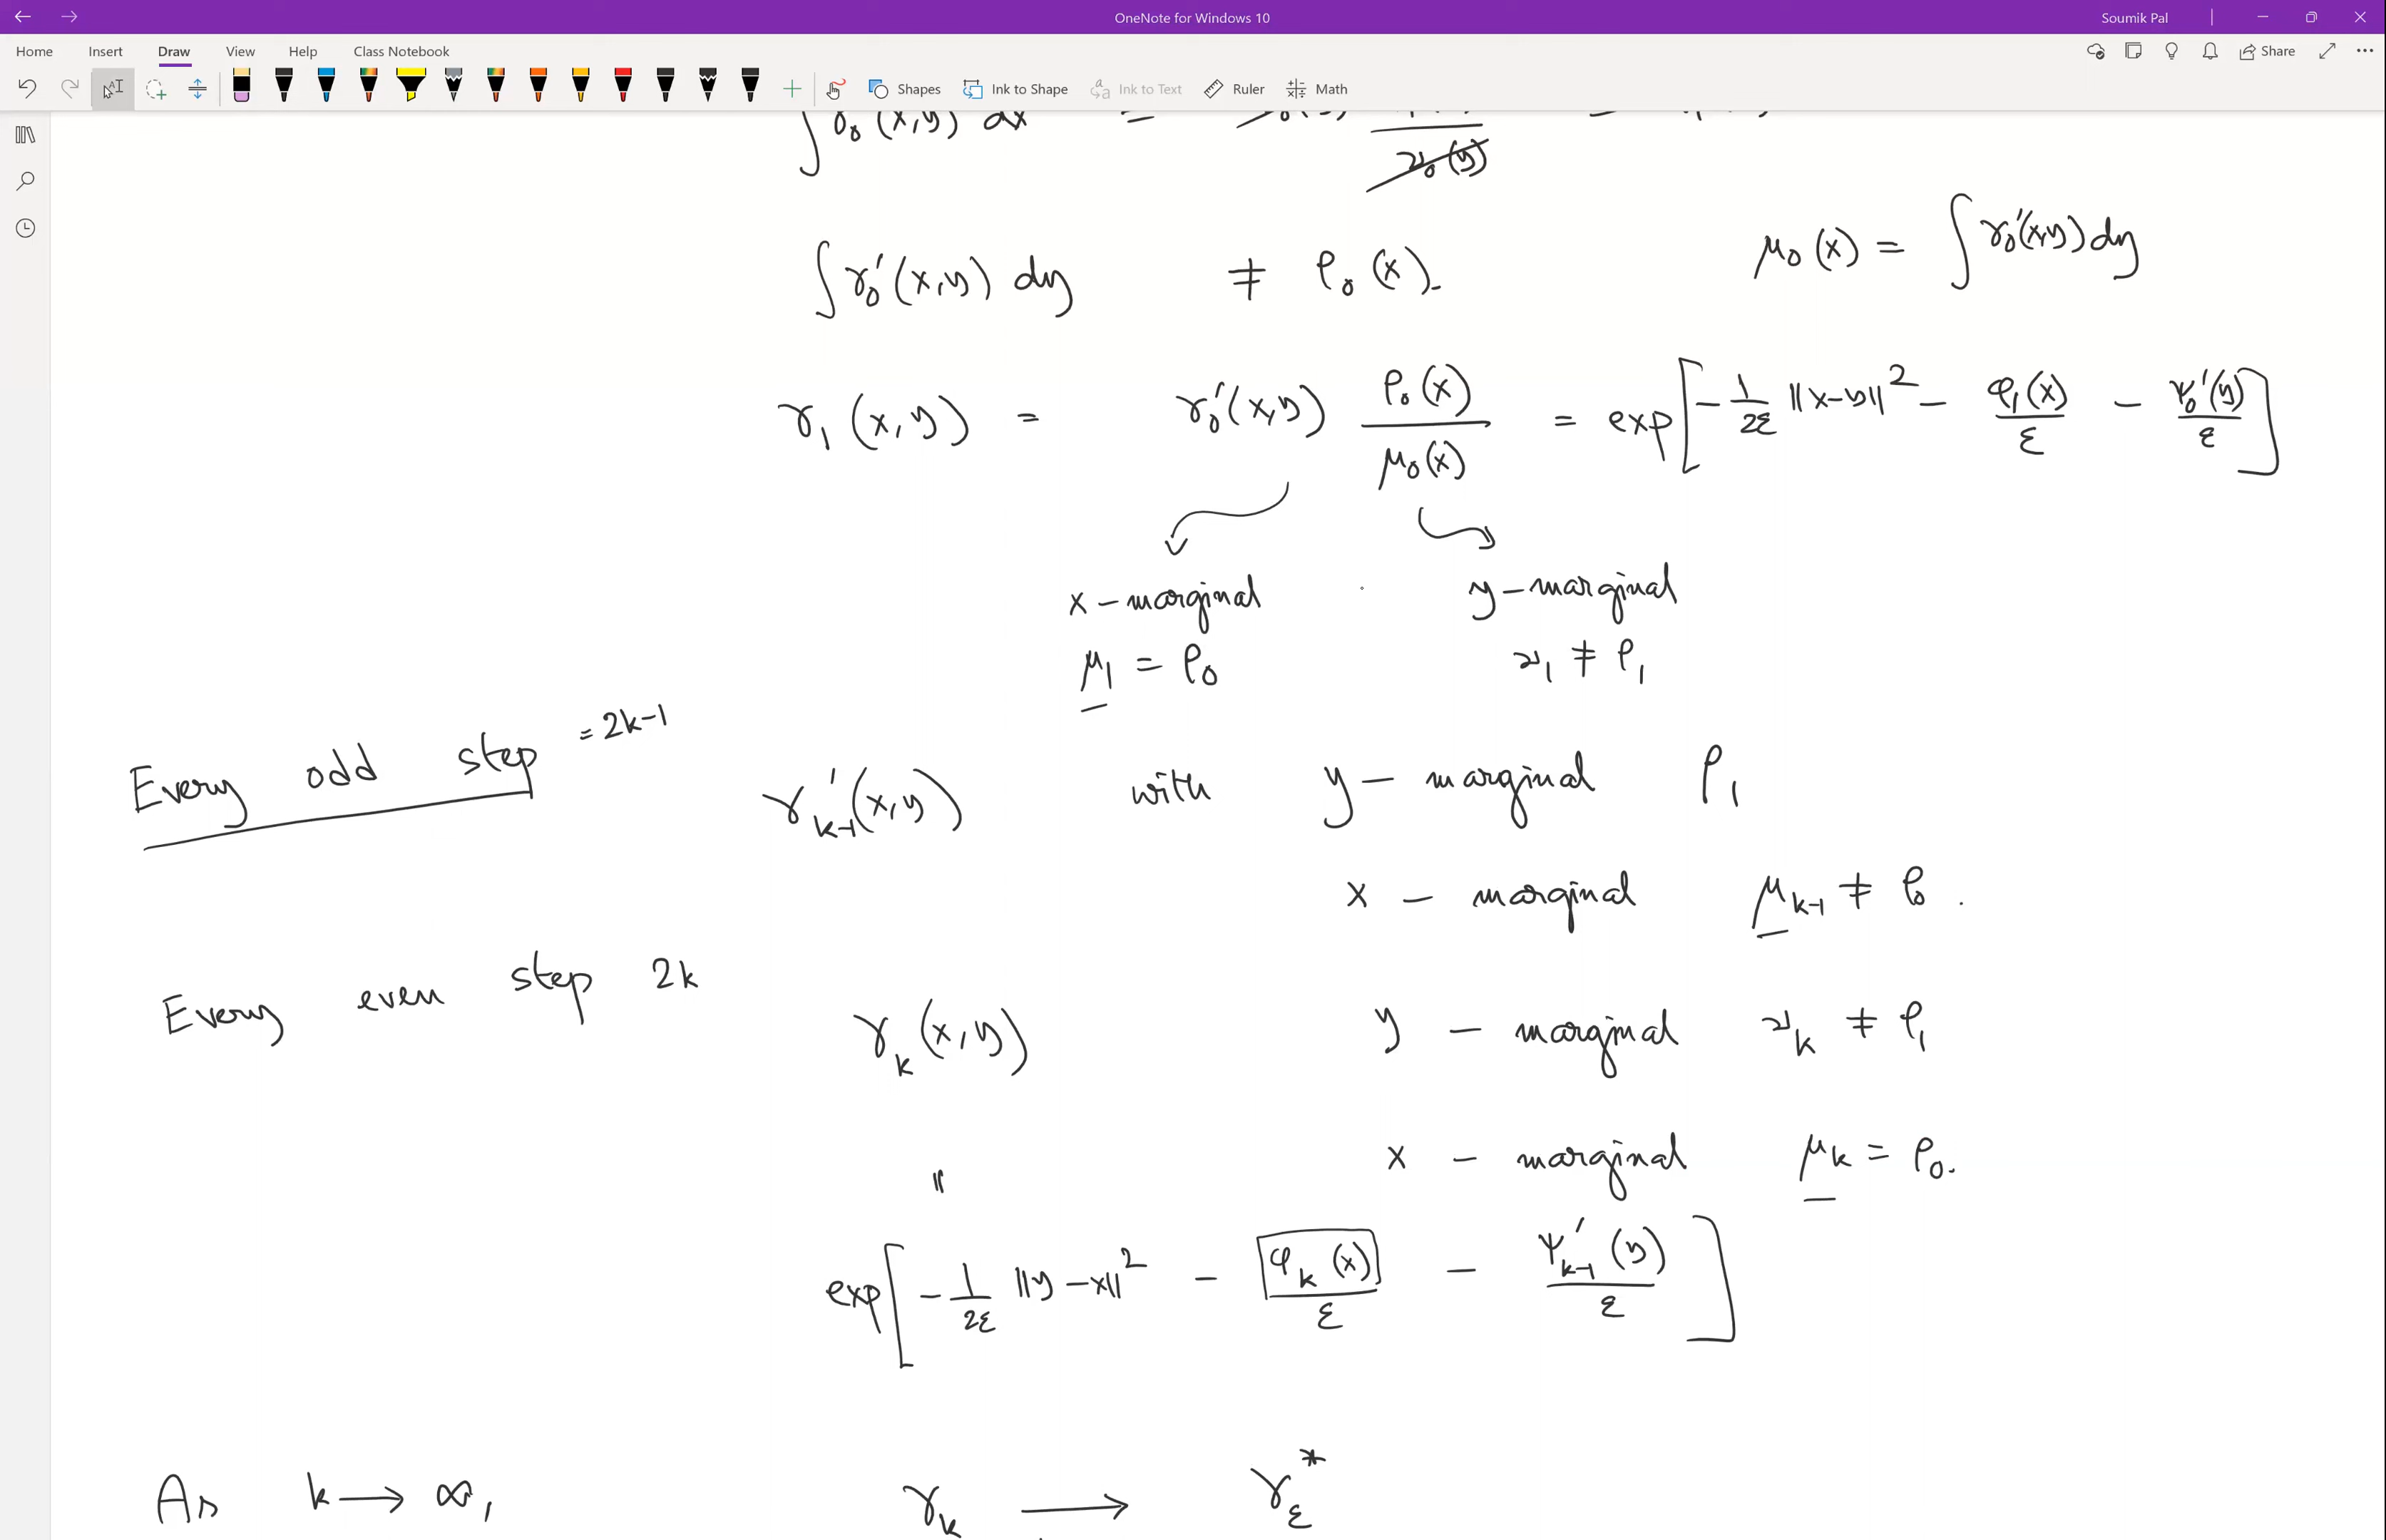 OneNote for Windows 10
Soumik Pal
Home Insert Draw View Help Class Notebook
Share
Shapes Ink to Shape Ink to Text Ruler Math
∫ γ₀'(x,y) dy ≠ ρ₀(x). μ₀(x) = ∫ γ₀'(x,y) dy
γ₁(x,y) = γ₀'(x,y) ρ₀(x)/μ₀(x) = exp[ - 1/2ε ||x-y||² - φ₁(x)/ε - ψ₀'(y)/ε ]
x - marginal y - marginal
μ₁ = ρ₀ ν₁ ≠ ρ₁
Every odd step = 2k-1 γ'ₖ₋₁(x,y) with y - marginal ρ₁
x - marginal μₖ₋₁ ≠ ρ₀.
Every even step 2k γₖ(x,y) y - marginal νₖ ≠ ρ₁
x - marginal μₖ = ρ₀.
||
exp[ - 1/2ε ||y-x||² - φₖ(x)/ε - ψ'ₖ₋₁(y)/ε ]
As k → ∞, γₖ → γ*_ε